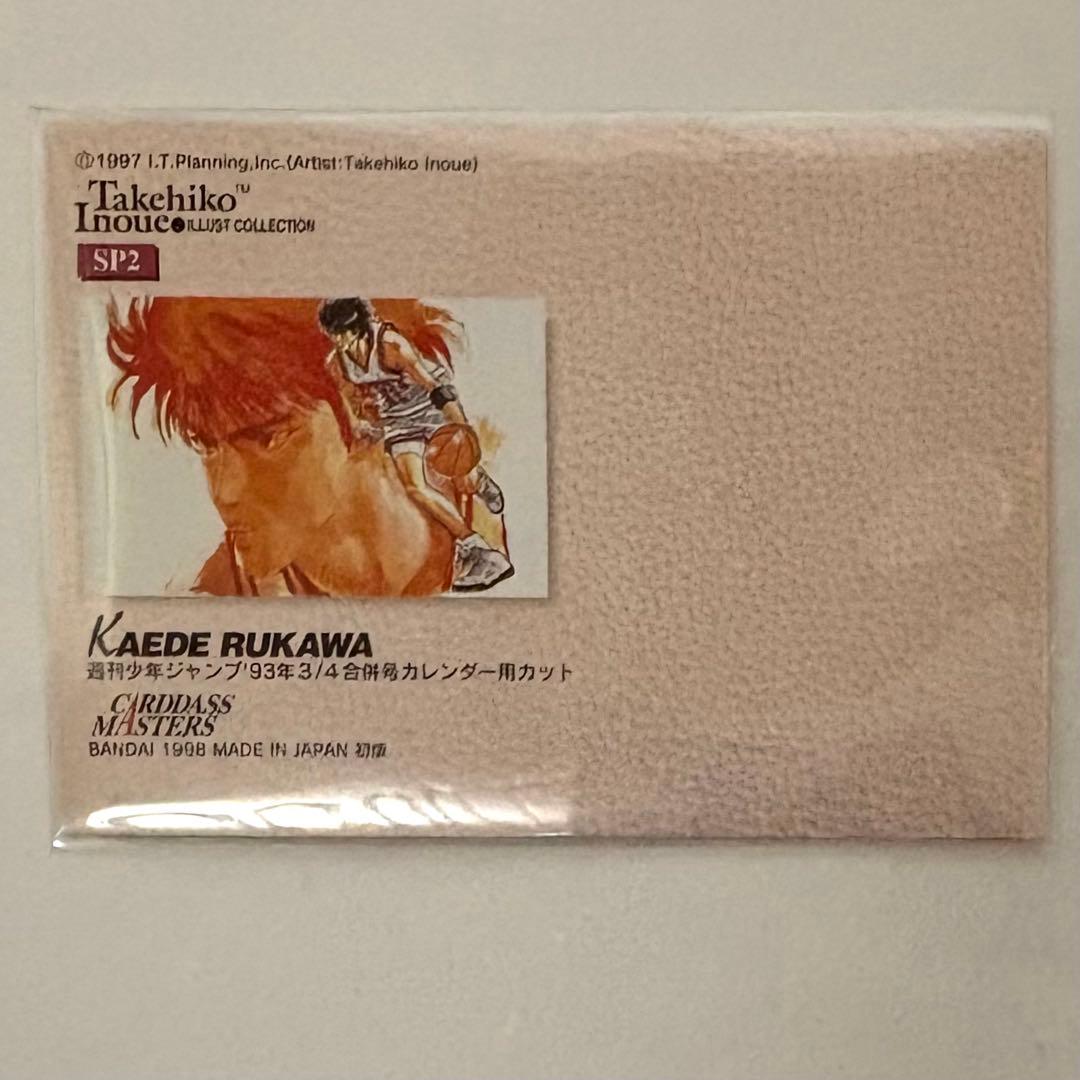 ©1997 I.T.Planning,Inc.(Artist:Takehiko Inoue)
Takehiko™
Inoue●ILLUST COLLECTION
SP2
KAEDE RUKAWA
週刊少年ジャンプ'93年3/4合併号カレンダー用カット
CARDDASS
MASTERS
BANDAI 1998 MADE IN JAPAN 初版